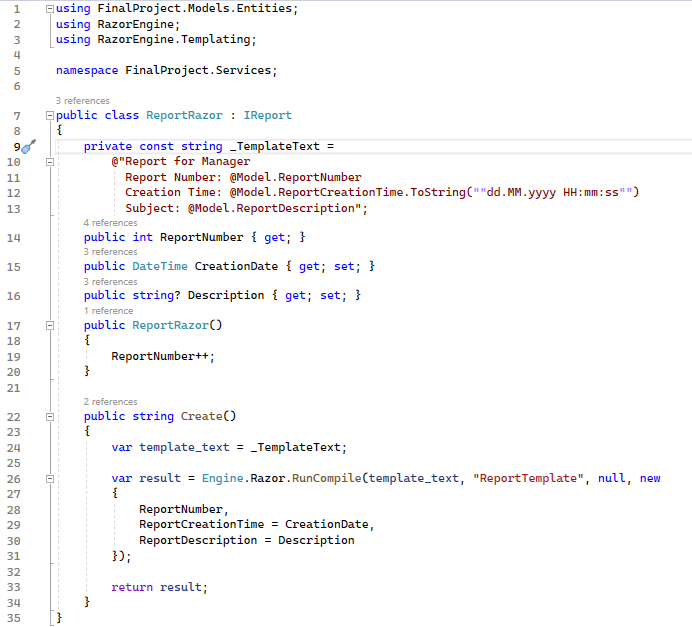 1 using FinalProject.Models.Entities;
2 using RazorEngine;
3 using RazorEngine.Templating;
4
5 namespace FinalProject.Services;
6
3 references
7 public class ReportRazor : IReport
8 {
9 private const string _TemplateText =
10 @"Report for Manager
11 Report Number: @Model.ReportNumber
12 Creation Time: @Model.ReportCreationTime.ToString(""dd.MM.yyyy HH:mm:ss"")
13 Subject: @Model.ReportDescription";
4 references
14 public int ReportNumber { get; }
3 references
15 public DateTime CreationDate { get; set; }
3 references
16 public string? Description { get; set; }
1 reference
17 public ReportRazor()
18 {
19 ReportNumber++;
20 }
21
2 references
22 public string Create()
23 {
24 var template_text = _TemplateText;
25
26 var result = Engine.Razor.RunCompile(template_text, "ReportTemplate", null, new
27 {
28 ReportNumber,
29 ReportCreationTime = CreationDate,
30 ReportDescription = Description
31 });
32
33 return result;
34 }
35 }